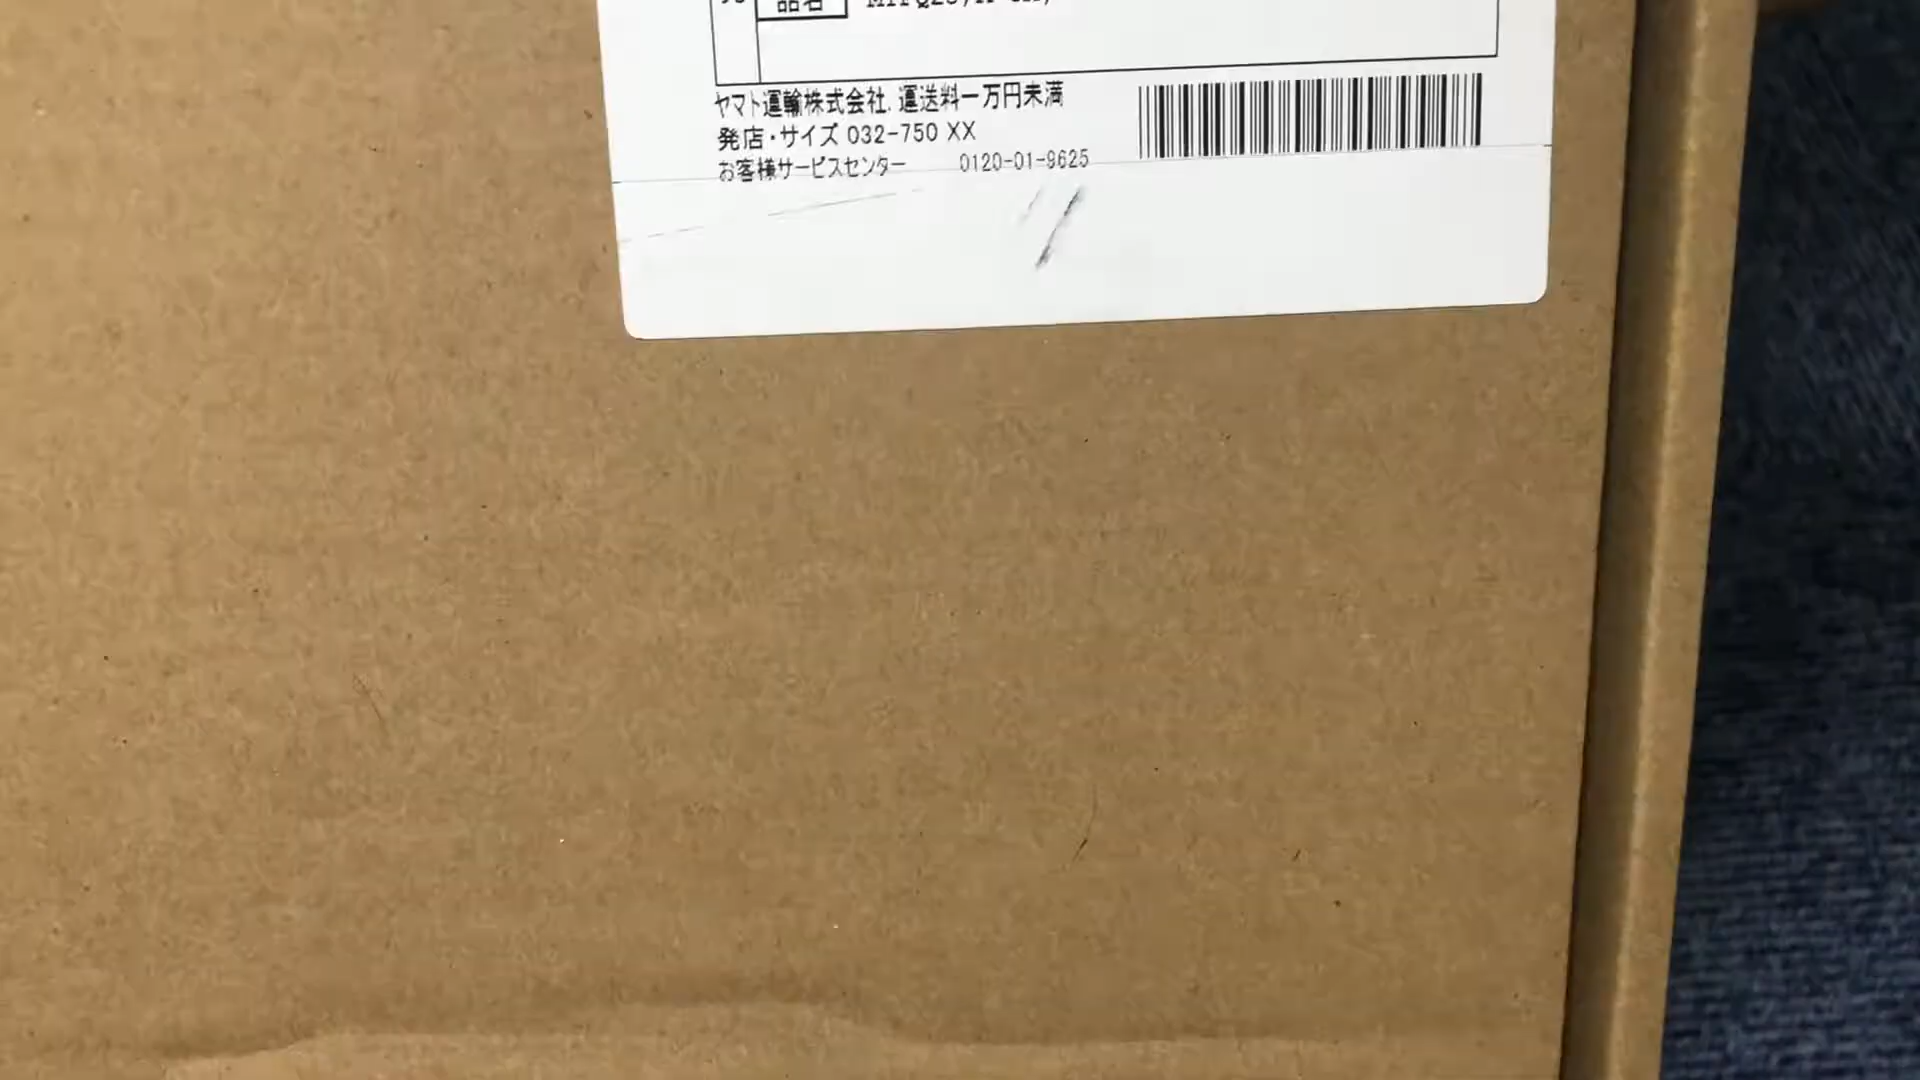 品名
ヤマト運輸株式会社. 運送料一万円未満
発店・サイズ 032-750 XX
お客様サービスセンター 0120-01-9625